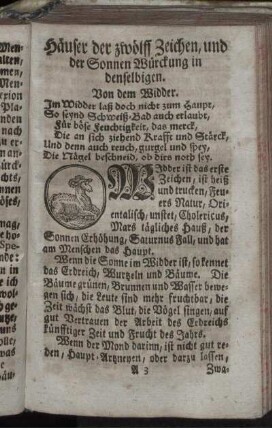 Häuser der zwölff Zeichen, und
der Sonnen Würckung in
denselbigen.
Von dem Widder.
Im Widder laß doch nicht zum Haupt,
So seynd Schweiß-Bad auch erlaubt,
Für böse Feuchtigkeit, das merck,
Die an sich ziehend Krafft und Stärck,
Und denn auch reuch, gurgel und spey,
Die Nägel beschneid, ob dirs noth sey.
Widder ist das erste
Zeichen, ist heiß
und trucken, Feu-
ers Natur, Ori-
entalisch, unstet, Cholericus,
Mars tägliches Hauß, der
Sonnen Erhöhung, Saturnus Fall, und hat
am Menschen das Haupt.
Wenn die Sonne im Widder ist, so kennet
das Erdreich, Wurzeln und Bäume. Die
Bäume grünen, Brunnen und Wasser bewe-
gen sich, die Leute sind mehr fruchtbar, die
Zeit wächst das Blut, die Vögel singen, auf
gut Vertrauen der Arbeit des Erdreichs
künfftiger Zeit und Frucht des Jahrs.
Wenn der Mond darinn, ist nicht gut re-
den, Haupt-Artzneyen, oder darzu lassen,
A 3 Zwa-